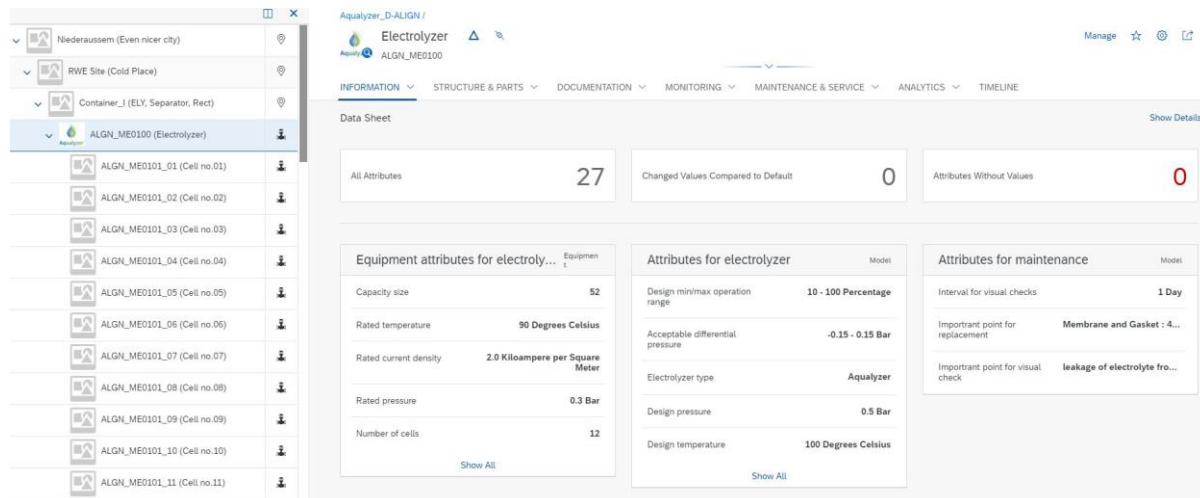 Niederaussem (Even nicer city)
RWE Site (Cold Place)
Container_I (ELY, Separator, Rect)
Aqualyzer
ALGN_ME0100 (Electrolyzer)
ALGN_ME0101_01 (Cell no.01)
ALGN_ME0101_02 (Cell no.02)
ALGN_ME0101_03 (Cell no.03)
ALGN_ME0101_04 (Cell no.04)
ALGN_ME0101_05 (Cell no.05)
ALGN_ME0101_06 (Cell no.06)
ALGN_ME0101_07 (Cell no.07)
ALGN_ME0101_08 (Cell no.08)
ALGN_ME0101_09 (Cell no.09)
ALGN_ME0101_10 (Cell no.10)
ALGN_ME0101_11 (Cell no.11)
Aqualyzer_D-ALIGN /
Electrolyzer
ALGN_ME0100
Manage
INFORMATION STRUCTURE & PARTS DOCUMENTATION MONITORING MAINTENANCE & SERVICE ANALYTICS TIMELINE
Data Sheet
Show Details
All Attributes 27
Changed Values Compared to Default 0
Attributes Without Values 0
Equipment attributes for electroly... Equipmen
t
Capacity size 52
Rated temperature 90 Degrees Celsius
Rated current density 2.0 Kiloampere per Square
Meter
Rated pressure 0.3 Bar
Number of cells 12
Show All
Attributes for electrolyzer Model
Design min/max operation 10 - 100 Percentage
range
Acceptable differential -0.15 - 0.15 Bar
pressure
Electrolyzer type Aqualyzer
Design pressure 0.5 Bar
Design temperature 100 Degrees Celsius
Show All
Attributes for maintenance Model
Interval for visual checks 1 Day
Importrant point for Membrane and Gasket : 4...
replacement
Importrant point for visual leakage of electrolyte fro...
check